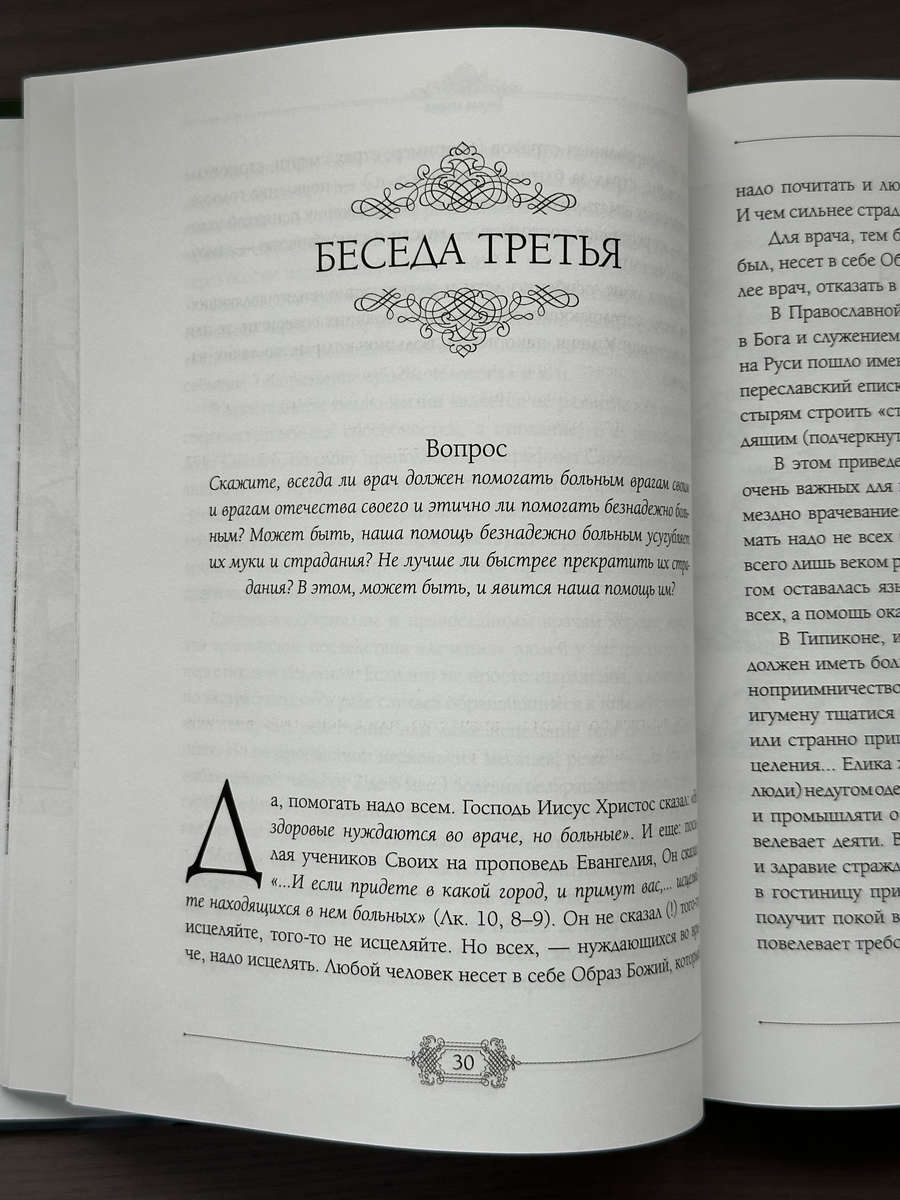 БЕСЕДА ТРЕТЬЯ
Вопрос
Скажите, всегда ли врач должен помогать больным врагам своим
и врагам отечества своего и этично ли помогать безнадежно боль-
ным? Может быть, наша помощь безнадежно больным усугубляет
их муки и страдания? Не лучше ли быстрее прекратить их стра-
дания? В этом, может быть, и явится наша помощь им?
Да, помогать надо всем. Господь Иисус Христос сказал:
здоровые нуждаются во враче, но больные». И еще: посы
лая учеников Своих на проповедь Евангелия, Он сказал
«...И если придете в какой город, и примут вас,... исцеляй
те находящихся в нем больных» (Лк. 10, 8–9). Он не сказал (!) того-то
исцеляйте, того-то не исцеляйте. Но всех, — нуждающихся во вра
че, надо исцелять. Любой человек несет в себе Образ Божий, который
30
надо почитать и лю
И чем сильнее страд
Для врача, тем б
был, несет в себе Об
лее врач, отказать в
В Православной
в Бога и служением
на Руси пошло имен
переславский еписк
стырям строить «ст
дящим (подчеркнут
В этом приведе
очень важных для
мездно врачевание
мать надо не всех
всего лишь веком р
гом оставалась язы
всех, а помощь ока
В Типиконе, и
должен иметь боль
ноприимничество
игумену тщатися
или странно приш
целения... Елика
люди) недугом оде
и промышляти о
велевает деяти. В
и здравие стражд
в гостиницу при
получит покой в
повелевает требо